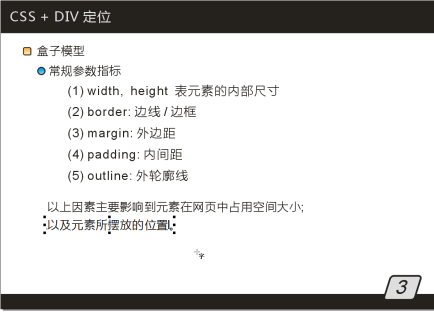 CSS + DIV 定位
盒子模型
常规参数指标
(1) width, height 表元素的内部尺寸
(2) border: 边线 / 边框
(3) margin: 外边距
(4) padding: 内间距
(5) outline: 外轮廓线
以上因素主要影响到元素在网页中占用空间大小;
以及元素所摆放的位置.
3